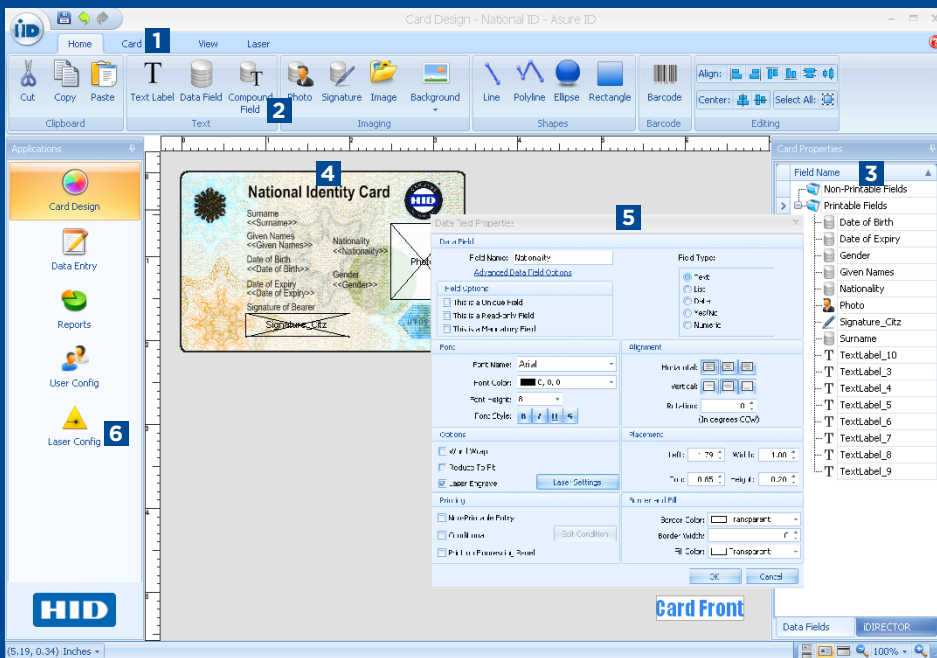 iiD
Card Design - National ID - Asure ID
Home Card 1 View Laser
Cut Copy Paste Text Label Data Field Compound Field 2 Photo Signature Image Background Line Polyline Ellipse Rectangle Barcode
Align:
Center: Select All:
Clipboard Text Imaging Shapes Barcode Editing
Applications
Card Design
Data Entry
Reports
User Config
Laser Config 6
HID
4
National Identity Card
HID
Surname
<<Surname>>
Given Names
<<Given Names>>
Nationality
<<Nationality>>
Date of Birth
<<Date of Birth>>
Gender
<<Gender>>
Date of Expiry
<<Date of Expiry>>
Signature of Bearer
Signature_Citz
Data Field Properties 5
Data Field
Field Name: Nationality
Advanced Data Field Options
Field Options
This is a Unique Field
This is a Read-only Field
This is a Mandatory Field
Field Type:
Text
List
Date
Yes/No
Numeric
Font
Font Name: Arial
Font Color: 0, 0, 0
Font Height: 8
Font Style: B I U S
Alignment
Horizontal:
Vertical:
Rotation: 0
(In degrees CCW)
Options
Word Wrap
Reduce To Fit
Laser Engrave Laser Settings
Placement
Left: 1.79 Width: 1.00
Top: 0.85 Height: 0.20
Printing
Non-Printable Entry
Conditional Edit Condition
Print on Processing Panel
Border and Fill
Border Color: Transparent
Border Width: 0
Fill Color: Transparent
OK Cancel
Card Front
Card Properties
Field Name 3
Non-Printable Fields
Printable Fields
Date of Birth
Date of Expiry
Gender
Given Names
Nationality
Photo
Signature_Citz
Surname
TextLabel_10
TextLabel_3
TextLabel_4
TextLabel_5
TextLabel_6
TextLabel_7
TextLabel_8
TextLabel_9
Data Fields iDIRECTOR
(5.19, 0.34) Inches
100%